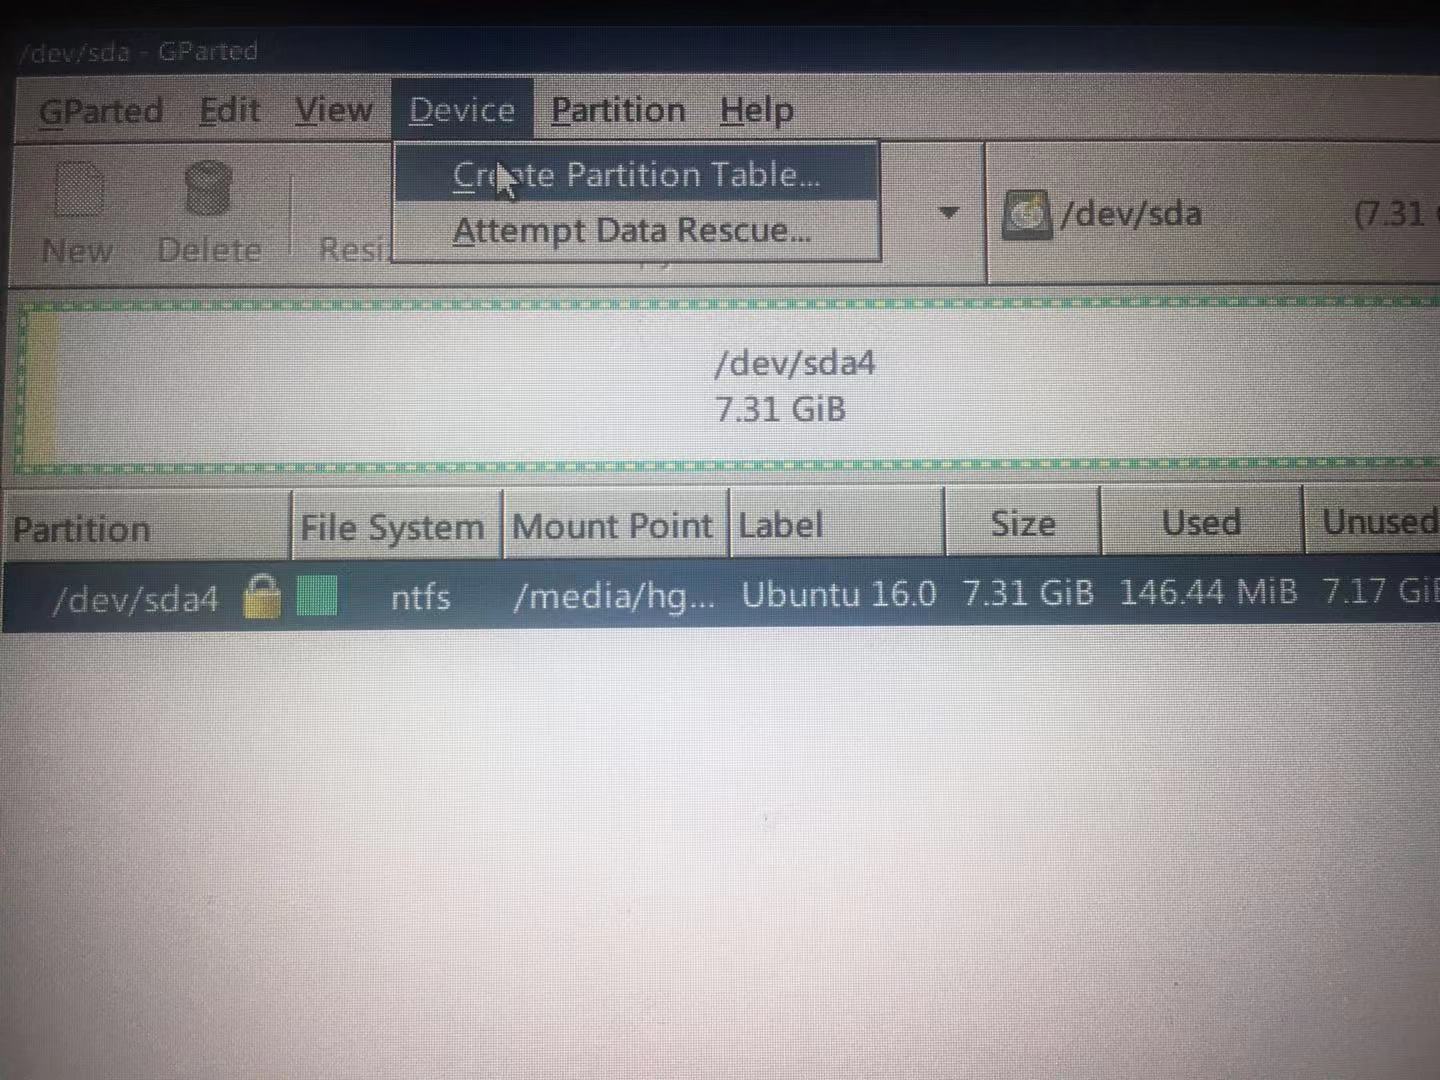 /dev/sda - GParted
GParted Edit View Device Partition Help
Create Partition Table...
Attempt Data Rescue...
New Delete
/dev/sda (7.31
/dev/sda4
7.31 GiB
Partition File System Mount Point Label Size Used Unused
/dev/sda4 ntfs /media/hg... Ubuntu 16.0 7.31 GiB 146.44 MiB 7.17 GiB